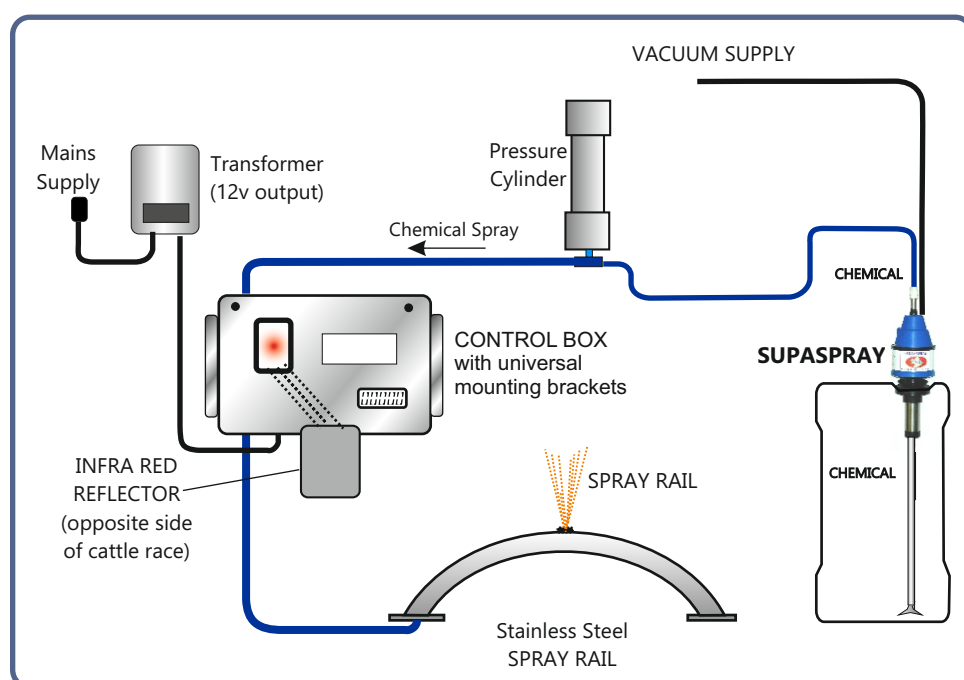 VACUUM SUPPLY
Mains
Supply
Transformer
(12v output)
Pressure
Cylinder
Chemical Spray
CHEMICAL
CONTROL BOX
with universal
mounting brackets
SUPASPRAY
INFRA RED
REFLECTOR
(opposite side
of cattle race)
SPRAY RAIL
CHEMICAL
Stainless Steel
SPRAY RAIL